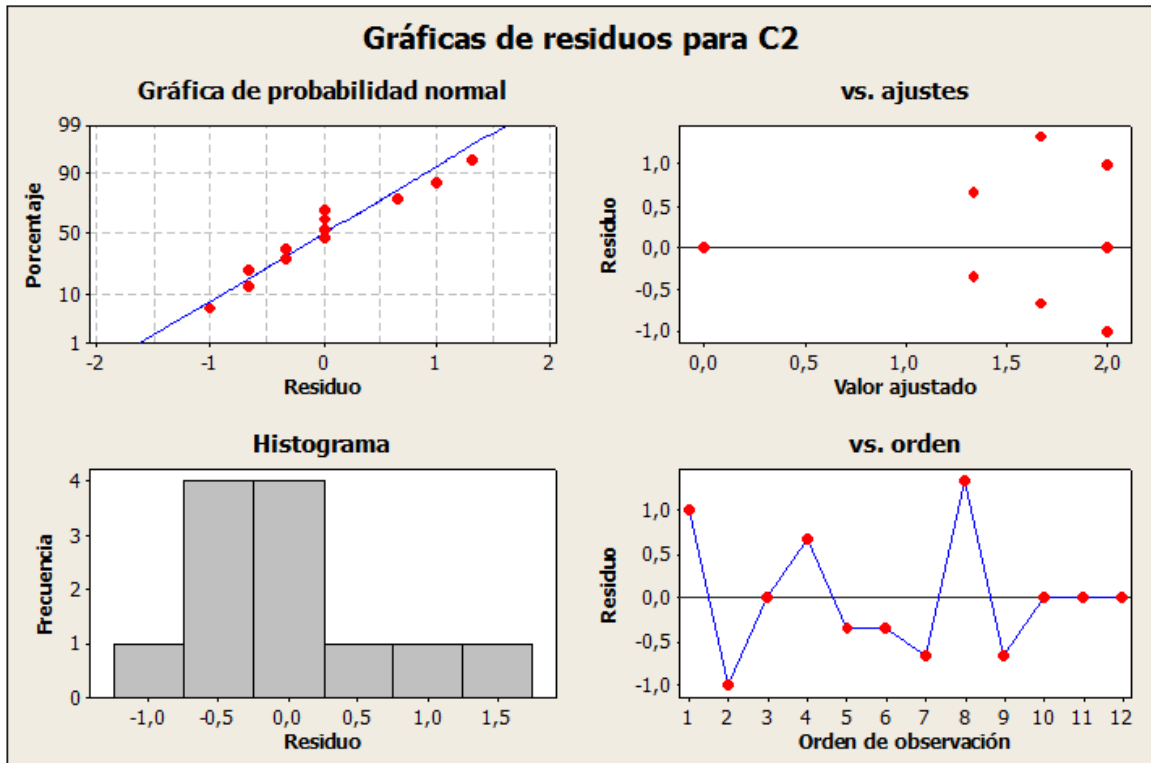 Gráficas de residuos para C2
Gráfica de probabilidad normal
99
90
50
10
1
Porcentaje
-2 -1 0 1 2
Residuo
vs. ajustes
1,0
0,5
0,0
-0,5
-1,0
Residuo
0,0 0,5 1,0 1,5 2,0
Valor ajustado
Histograma
4
3
2
1
0
Frecuencia
-1,0 -0,5 0,0 0,5 1,0 1,5
Residuo
vs. orden
1,0
0,5
0,0
-0,5
-1,0
Residuo
1 2 3 4 5 6 7 8 9 10 11 12
Orden de observación